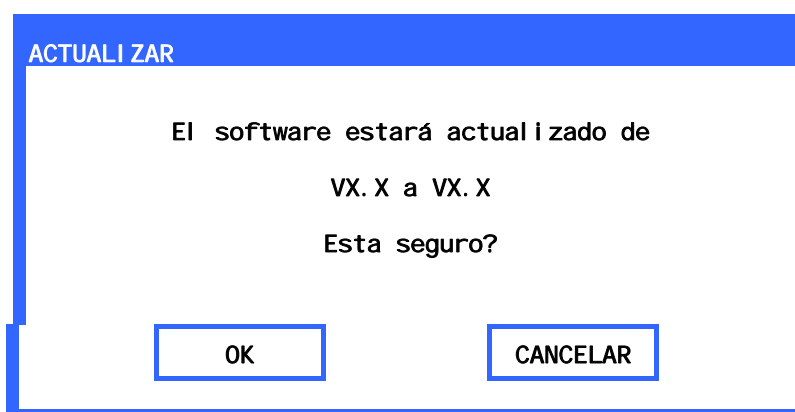 ACTUALIZAR
El software estará actualizado de
VX.X a VX.X
Esta seguro?
OK
CANCELAR